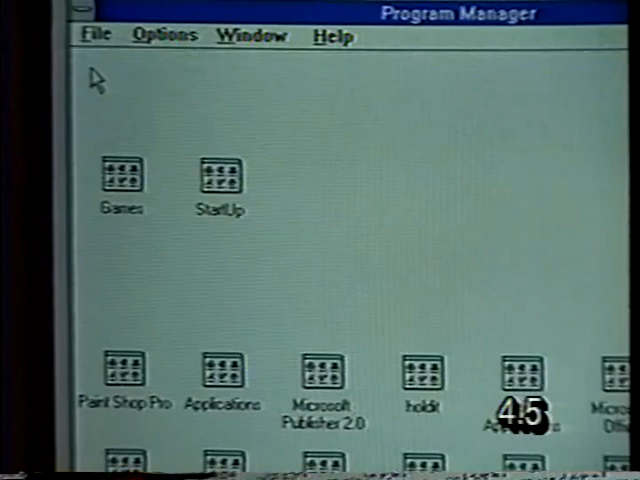 Program Manager
File Options Window Help
Games StartUp
Paint Shop Pro Applications Microsoft Publisher 2.0 holdit
45